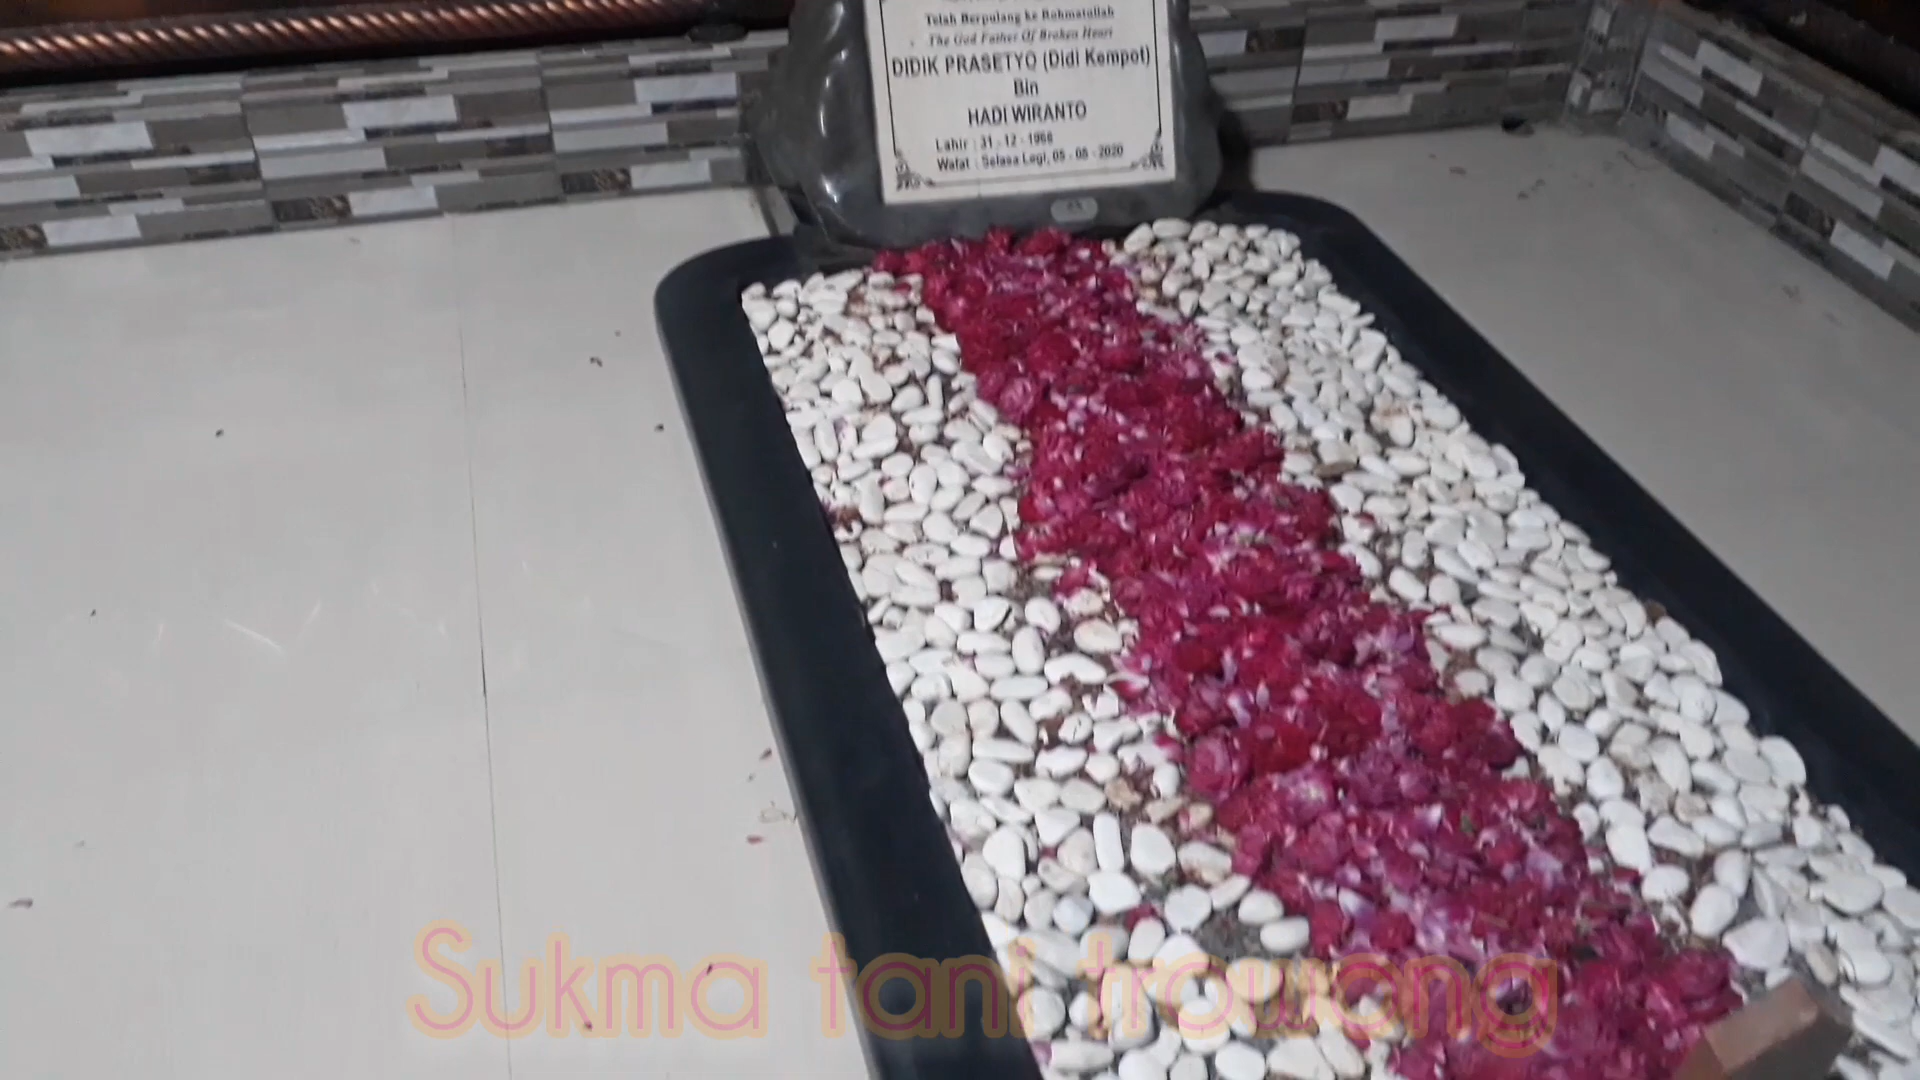 Telah Berpulang ke Rahmatullah
The God Father Of Broken Heart
DIDIK PRASETYO (Didi Kempot)
Bin
HADI WIRANTO
Lahir : 31 - 12 - 1966
Wafat : Selasa Legi, 05 - 05 - 2020
Sukma tani trowong